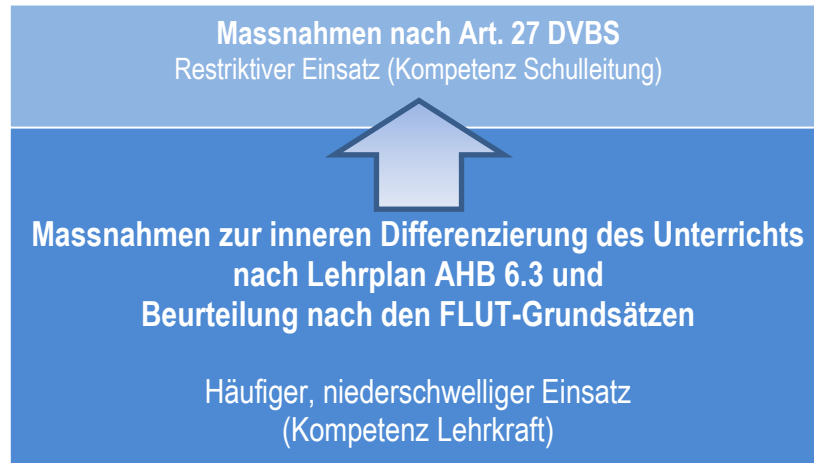 Massnahmen nach Art. 27 DVBS
Restriktiver Einsatz (Kompetenz Schulleitung)
Massnahmen zur inneren Differenzierung des Unterrichts
nach Lehrplan AHB 6.3 und
Beurteilung nach den FLUT-Grundsätzen
Häufiger, niederschwelliger Einsatz
(Kompetenz Lehrkraft)